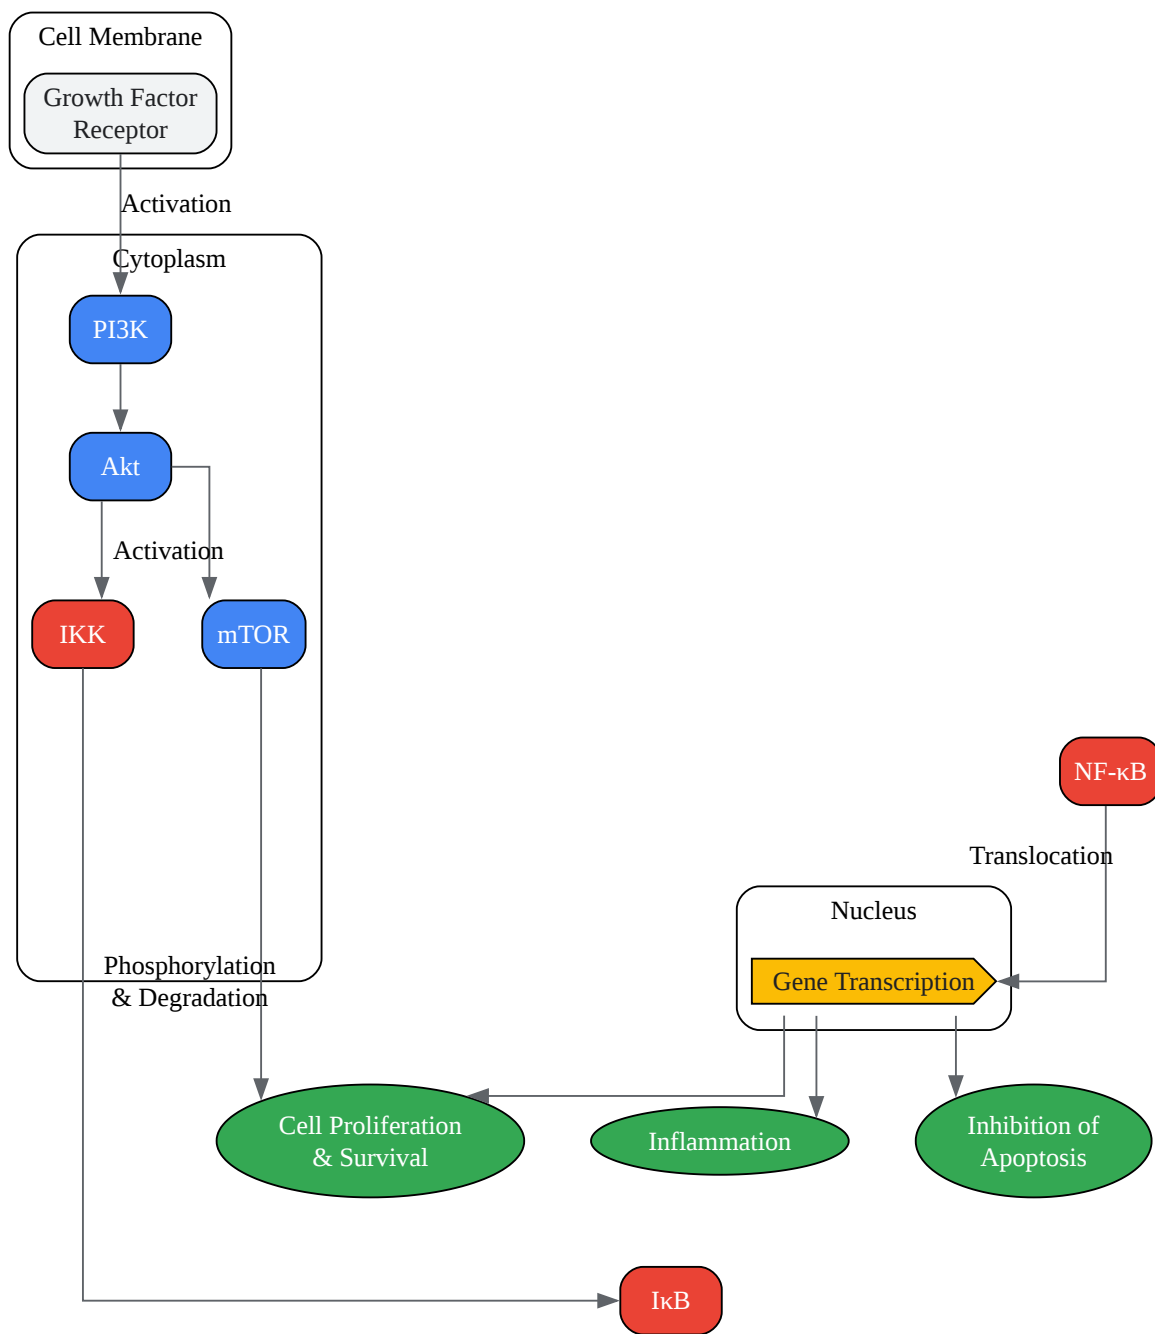 Cell Membrane
Growth Factor
Receptor
Activation
Cytoplasm
PI3K
Akt
Activation
IKK
mTOR
NF-κB
Translocation
Nucleus
Gene Transcription
Phosphorylation
& Degradation
Cell Proliferation
& Survival
Inflammation
Inhibition of
Apoptosis
IκB